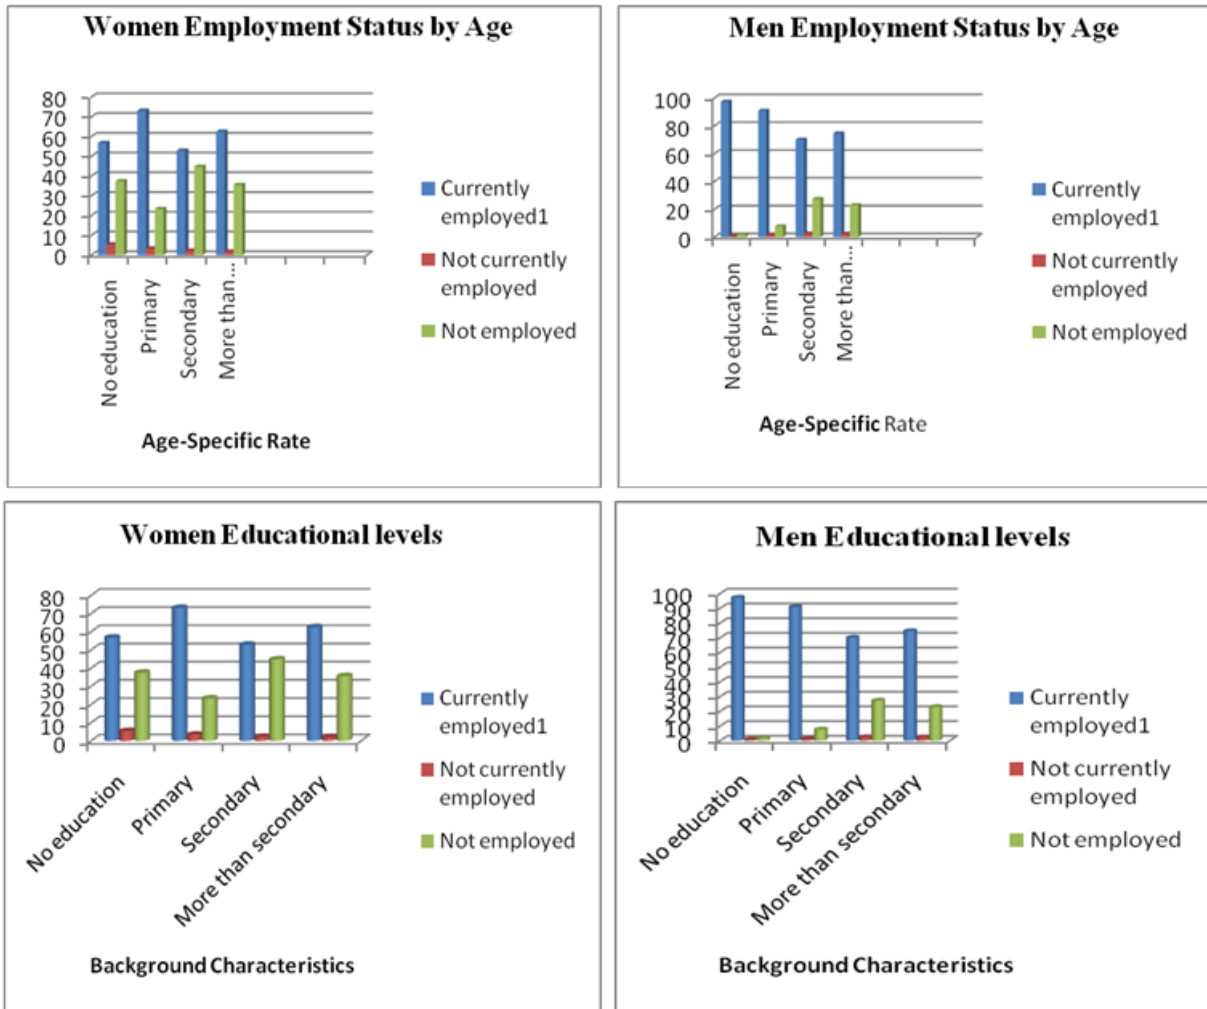 Women Employment Status by Age
80
70
60
50
40
30
20
10
0
No education
Primary
Secondary
More than...
Age-Specific Rate
Currently
employed1
Not currently
employed
Not employed
Men Employment Status by Age
100
80
60
40
20
0
No education
Primary
Secondary
More than...
Age-Specific Rate
Currently
employed1
Not currently
employed
Not employed
Women Educational levels
80
70
60
50
40
30
20
10
0
No education
Primary
Secondary
More than secondary
Background Characteristics
Currently
employed1
Not currently
employed
Not employed
Men Educational levels
100
90
80
70
60
50
40
30
20
10
0
No education
Primary
Secondary
More than secondary
Background Characteristics
Currently
employed1
Not currently
employed
Not employed